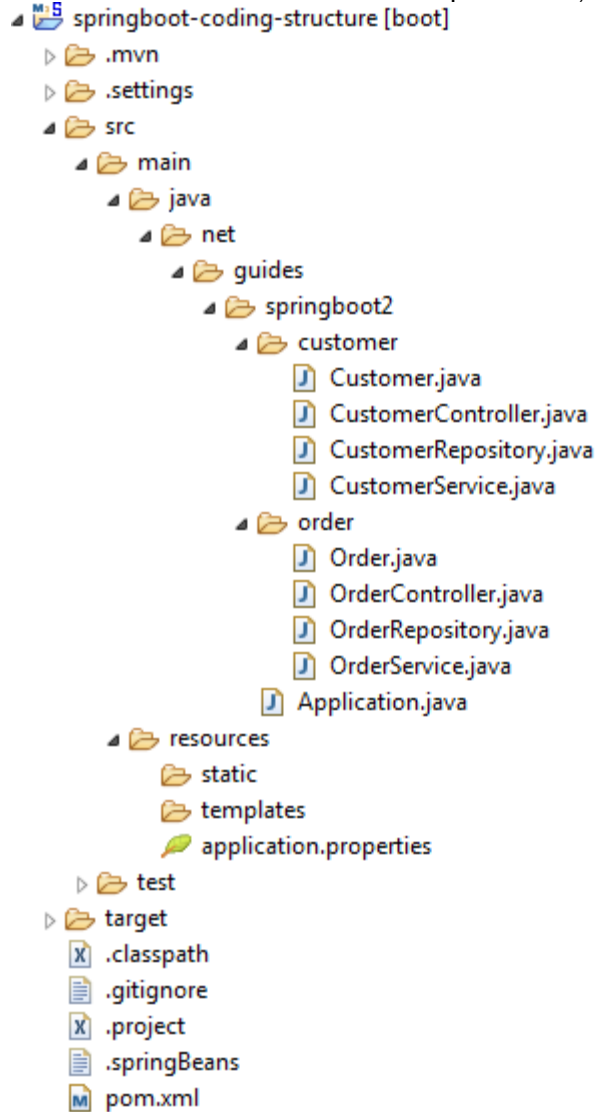 springboot-coding-structure [boot]
.mvn
.settings
src
main
java
net
guides
springboot2
customer
Customer.java
CustomerController.java
CustomerRepository.java
CustomerService.java
order
Order.java
OrderController.java
OrderRepository.java
OrderService.java
Application.java
resources
static
templates
application.properties
test
target
.classpath
.gitignore
.project
.springBeans
pom.xml